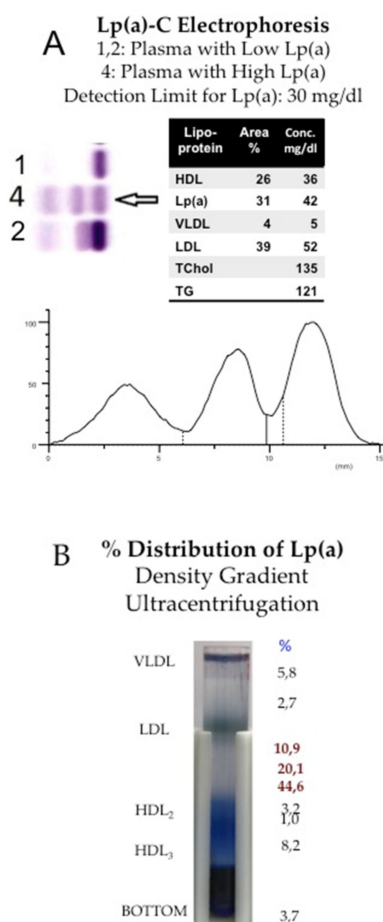 A
Lp(a)-C Electrophoresis
1,2: Plasma with Low Lp(a)
4: Plasma with High Lp(a)
Detection Limit for Lp(a): 30 mg/dl
1
4
2
Lipo-protein Area % Conc. mg/dl
HDL 26 36
Lp(a) 31 42
VLDL 4 5
LDL 39 52
TChol 135
TG 121
100
50
0
0 5 10 15
(mm)
B
% Distribution of Lp(a)
Density Gradient
Ultracentrifugation
%
VLDL
5,8
2,7
LDL
10,9
20,1
44,6
HDL2
3,2
1,0
HDL3
8,2
BOTTOM
3,7